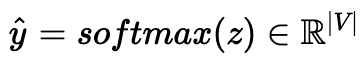 ŷ = softmax(z) ∈ ℝ^|V|